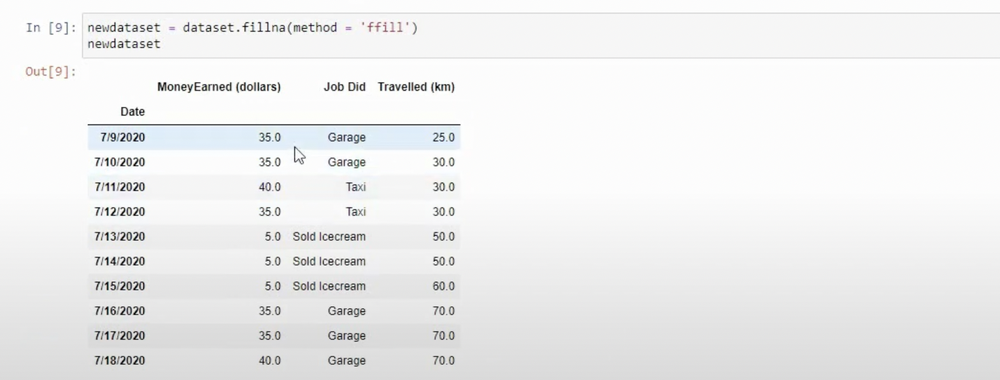 In [9]: newdataset = dataset.fillna(method = 'ffill')
newdataset
Out[9]:
MoneyEarned (dollars) Job Did Travelled (km)
Date
7/9/2020 35.0 Garage 25.0
7/10/2020 35.0 Garage 30.0
7/11/2020 40.0 Taxi 30.0
7/12/2020 35.0 Taxi 30.0
7/13/2020 5.0 Sold Icecream 50.0
7/14/2020 5.0 Sold Icecream 50.0
7/15/2020 5.0 Sold Icecream 60.0
7/16/2020 35.0 Garage 70.0
7/17/2020 35.0 Garage 70.0
7/18/2020 40.0 Garage 70.0